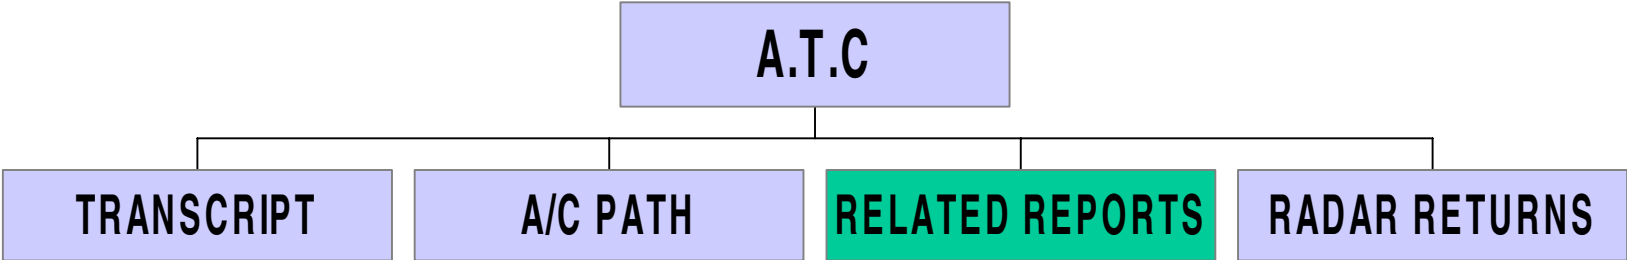 A.T.C
TRANSCRIPT
A/C PATH
RELATED REPORTS
RADAR RETURNS